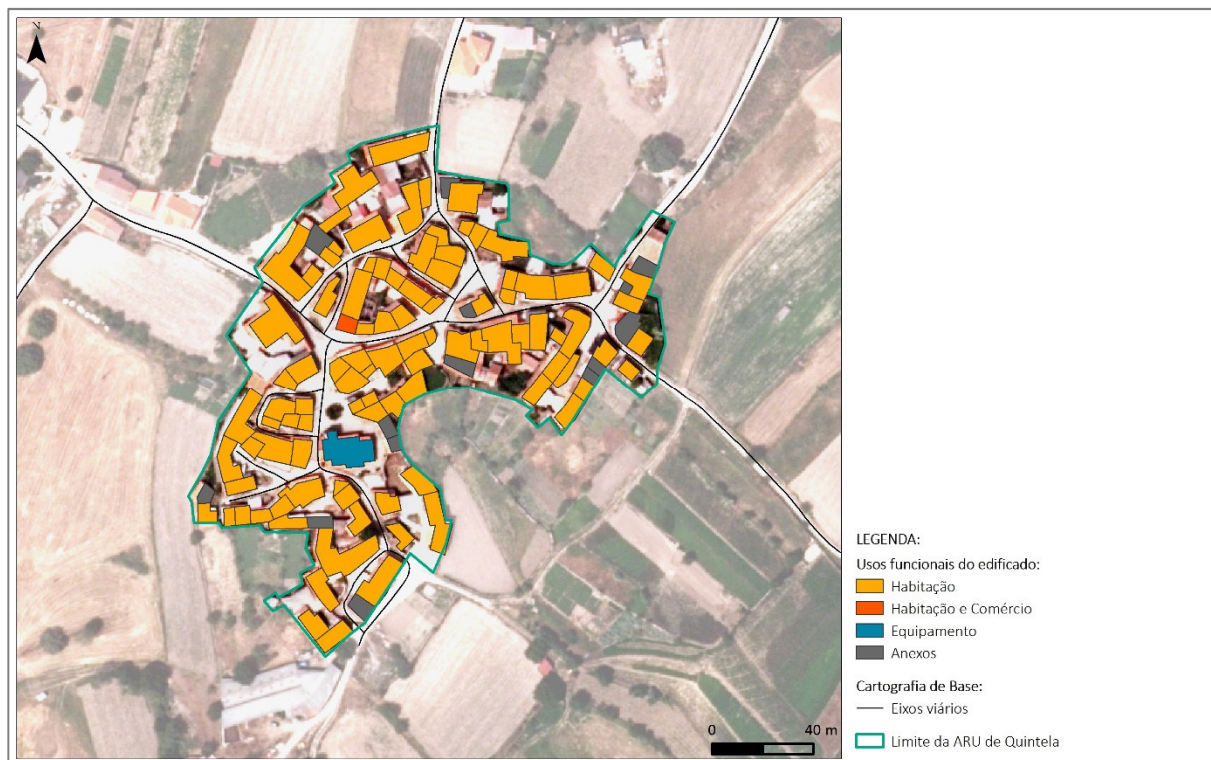 N
LEGENDA:
Usos funcionais do edificado:
Habitação
Habitação e Comércio
Equipamento
Anexos
Cartografia de Base:
Eixos viários
Limite da ARU de Quintela
0 40 m